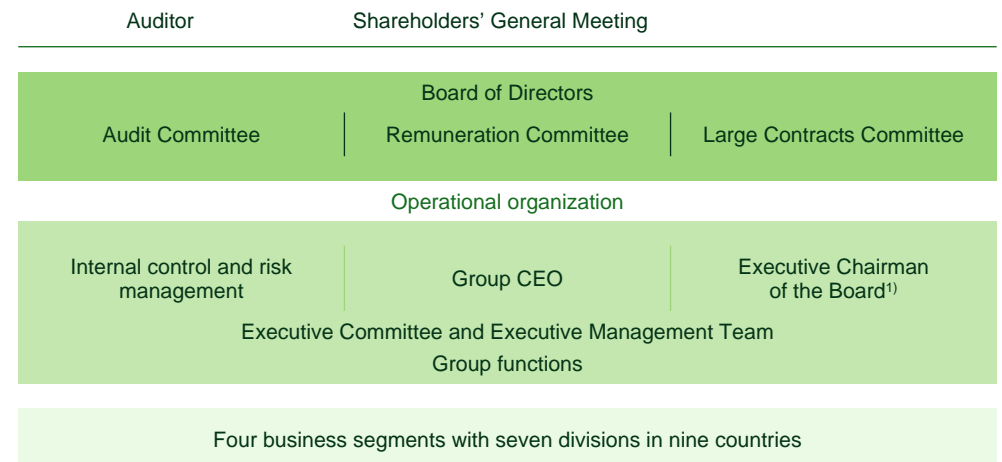 Auditor
Shareholders’ General Meeting
Board of Directors
Audit Committee
Remuneration Committee
Large Contracts Committee
Operational organization
Internal control and risk
management
Group CEO
Executive Chairman
of the Board1)
Executive Committee and Executive Management Team
Group functions
Four business segments with seven divisions in nine countries